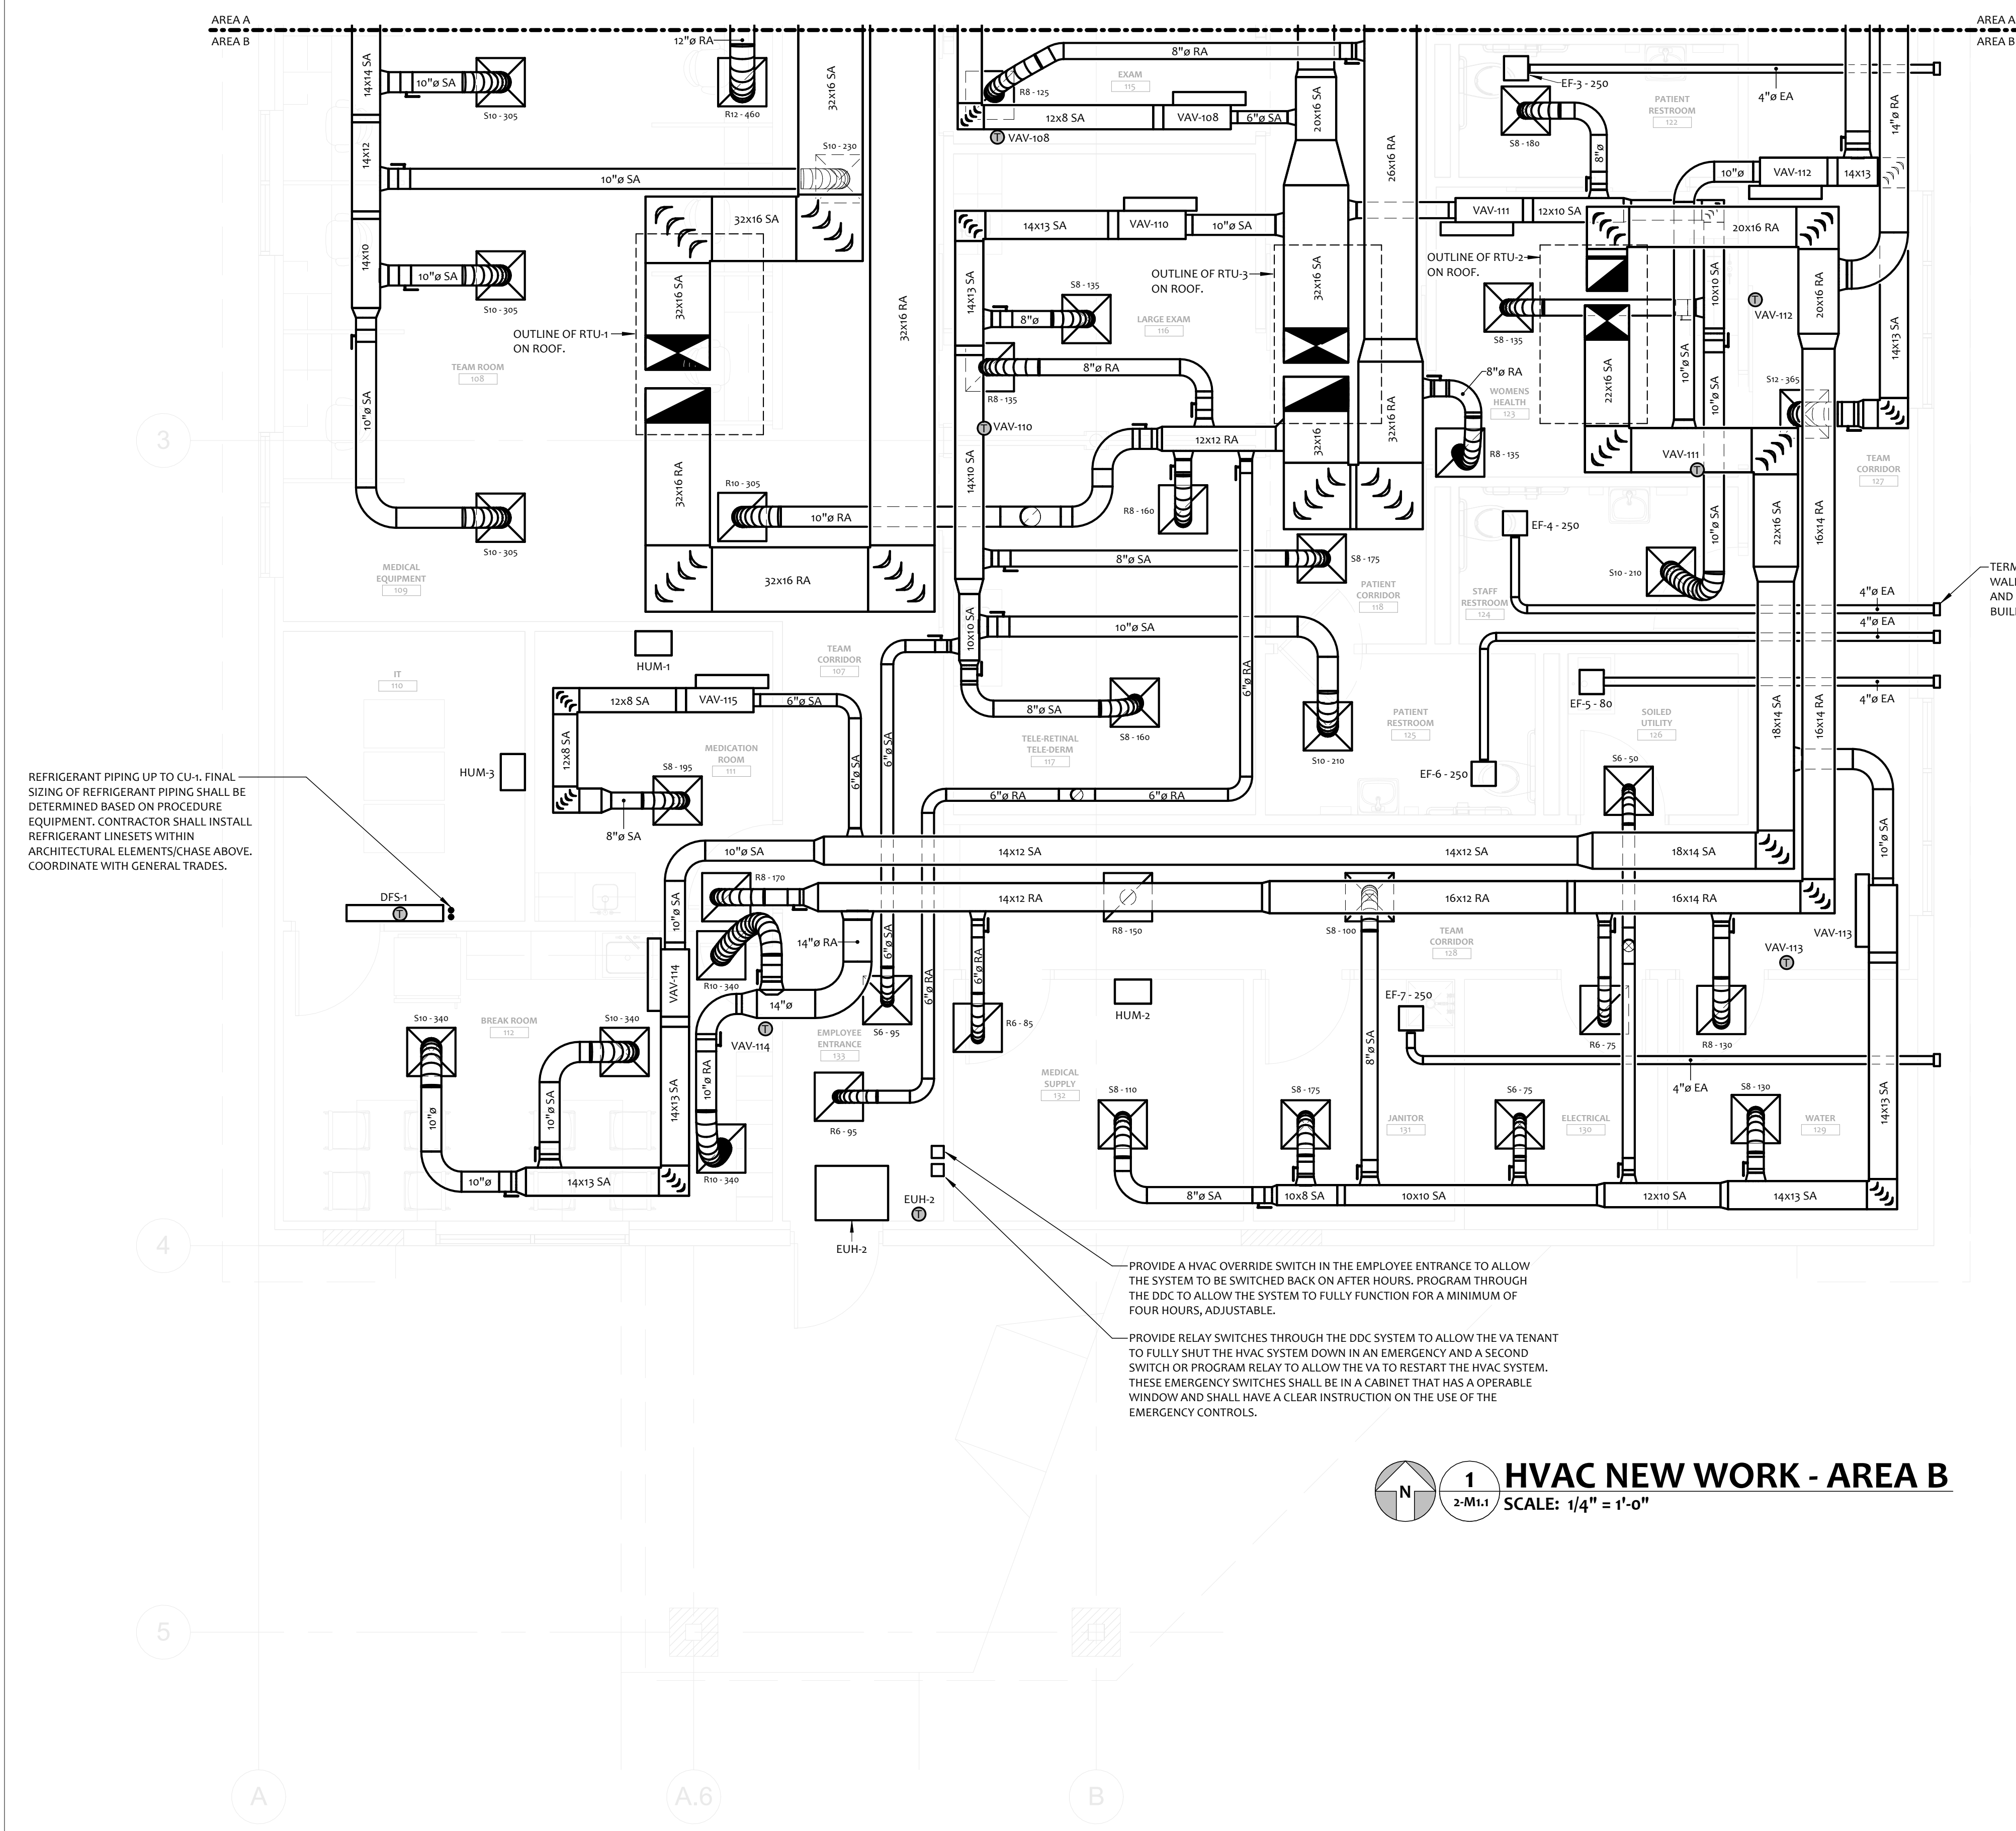 AREA A
AREA B
AREA A
AREA B
12"ø RA
14x14 SA
10"ø SA
S10 - 305
R12 - 460
32x16 SA
S10 - 230
14x12
10"ø SA
14x10
10"ø SA
S10 - 305
32x16 SA
32x16 SA
OUTLINE OF RTU-1
ON ROOF.
32x16 RA
TEAM ROOM
108
10"ø SA
32x16 RA
R10 - 305
10"ø RA
S10 - 305
32x16 RA
MEDICAL
EQUIPMENT
109
8"ø RA
EXAM
115
R8 - 125
12x8 SA
VAV-108
6"ø SA
20x16 SA
VAV-108
26x16 RA
14x13 SA
VAV-110
10"ø SA
14x13 SA
OUTLINE OF RTU-3
ON ROOF.
32x16 SA
S8 - 135
8"ø
LARGE EXAM
116
8"ø RA
R8 - 135
VAV-110
12x12 RA
32x16
32x16 RA
14x10 SA
R8 - 160
8"ø SA
S8 - 175
PATIENT
CORRIDOR
118
10x10 SA
10"ø SA
EF-3 - 250
4"ø EA
PATIENT
RESTROOM
122
S8 - 180
8"ø
10"ø
VAV-112
14x13
14"ø RA
VAV-111
12x10 SA
20x16 RA
OUTLINE OF RTU-2
ON ROOF.
10x10 SA
VAV-112
20x16 RA
S8 - 135
14x13 SA
8"ø RA
WOMENS
HEALTH
123
22x16 SA
10"ø SA
10"ø SA
S12 - 365
R8 - 135
VAV-111
TEAM
CORRIDOR
127
EF-4 - 250
10"ø SA
22x16 SA
16x14 RA
S10 - 210
STAFF
RESTROOM
124
4"ø EA
4"ø EA
4"ø EA
3
IT
110
HUM-1
TEAM
CORRIDOR
107
12x8 SA
VAV-115
6"ø SA
12x8 SA
MEDICATION
ROOM
111
HUM-3
S8 - 195
8"ø SA
6"ø SA
6"ø SA
8"ø SA
S8 - 160
TELE-RETINAL
TELE-DERM
117
6"ø RA
S10 - 210
PATIENT
RESTROOM
125
EF-5 - 80
SOILED
UTILITY
126
18x14 SA
16x14 RA
EF-6 - 250
S6 - 50
6"ø RA
6"ø RA
REFRIGERANT PIPING UP TO CU-1. FINAL
SIZING OF REFRIGERANT PIPING SHALL BE
DETERMINED BASED ON PROCEDURE
EQUIPMENT. CONTRACTOR SHALL INSTALL
REFRIGERANT LINESETS WITHIN
ARCHITECTURAL ELEMENTS/CHASE ABOVE.
COORDINATE WITH GENERAL TRADES.
DFS-1
10"ø SA
14x12 SA
14x12 SA
18x14 SA
10"ø SA
10"ø SA
R8 - 170
14x12 RA
16x12 RA
16x14 RA
R8 - 150
S8 - 100
TEAM
CORRIDOR
128
14"ø RA
6"ø SA
6"ø RA
6"ø RA
VAV-113
VAV-113
VAV-114
R10 - 340
14"ø
VAV-114
S6 - 95
EMPLOYEE
ENTRANCE
133
R6 - 85
HUM-2
EF-7 - 250
R6 - 75
R8 - 130
S10 - 340
BREAK ROOM
112
S10 - 340
10"ø
10"ø SA
14x13 SA
10"ø RA
R6 - 95
R10 - 340
10"ø
14x13 SA
MEDICAL
SUPPLY
132
8"ø SA
4"ø EA
S8 - 110
S8 - 175
JANITOR
131
S6 - 75
ELECTRICAL
130
S8 - 130
WATER
129
14x13 SA
8"ø SA
10x8 SA
10x10 SA
12x10 SA
14x13 SA
EUH-2
EUH-2
4
PROVIDE A HVAC OVERRIDE SWITCH IN THE EMPLOYEE ENTRANCE TO ALLOW
THE SYSTEM TO BE SWITCHED BACK ON AFTER HOURS. PROGRAM THROUGH
THE DDC TO ALLOW THE SYSTEM TO FULLY FUNCTION FOR A MINIMUM OF
FOUR HOURS, ADJUSTABLE.
PROVIDE RELAY SWITCHES THROUGH THE DDC SYSTEM TO ALLOW THE VA TENANT
TO FULLY SHUT THE HVAC SYSTEM DOWN IN AN EMERGENCY AND A SECOND
SWITCH OR PROGRAM RELAY TO ALLOW THE VA TO RESTART THE HVAC SYSTEM.
THESE EMERGENCY SWITCHES SHALL BE IN A CABINET THAT HAS A OPERABLE
WINDOW AND SHALL HAVE A CLEAR INSTRUCTION ON THE USE OF THE
EMERGENCY CONTROLS.
N
1
2-M1.1
HVAC NEW WORK - AREA B
SCALE: 1/4" = 1'-0"
5
A
A.6
B